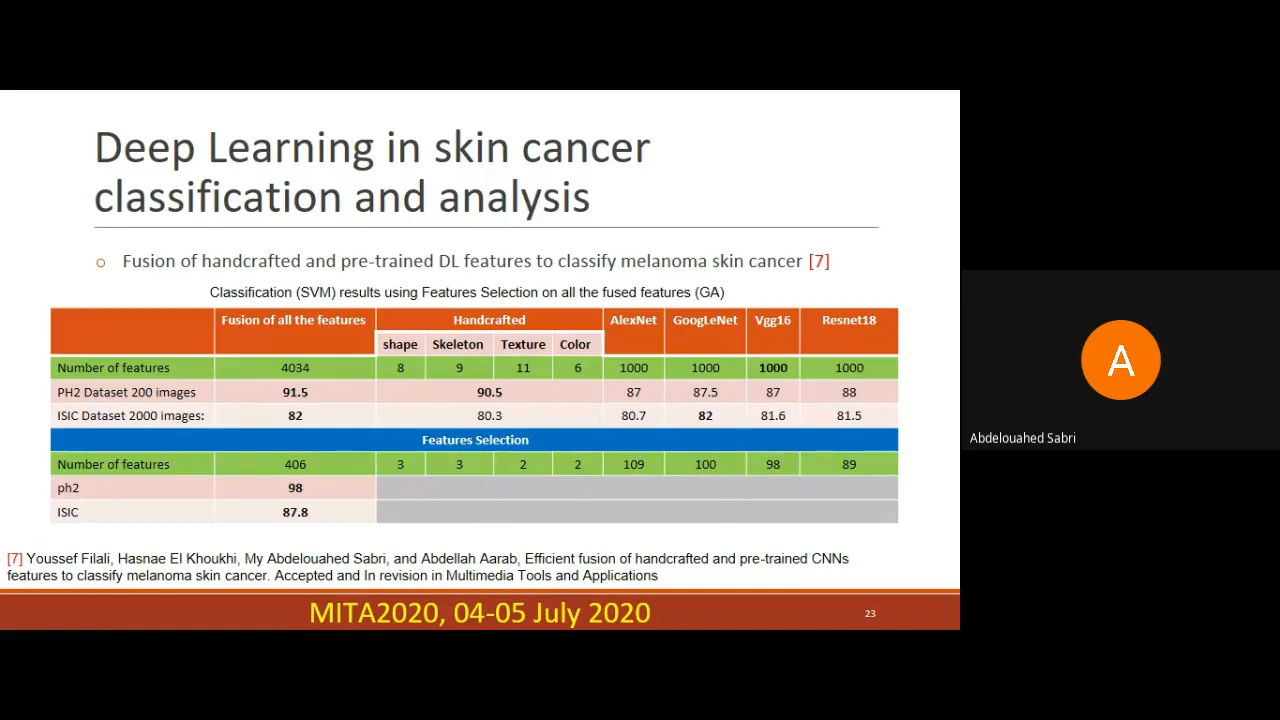 Deep Learning in skin cancer
classification and analysis
o Fusion of handcrafted and pre-trained DL features to classify melanoma skin cancer [7]
Classification (SVM) results using Features Selection on all the fused features (GA)
Fusion of all the features Handcrafted AlexNet GoogLeNet Vgg16 Resnet18
shape Skeleton Texture Color
Number of features 4034 8 9 11 6 1000 1000 1000 1000
PH2 Dataset 200 images 91.5 90.5 87 87.5 87 88
ISIC Dataset 2000 images: 82 80.3 80.7 82 81.6 81.5
Features Selection
Number of features 406 3 3 2 2 109 100 98 89
ph2 98
ISIC 87.8
[7] Youssef Filali, Hasnae El Khoukhi, My Abdelouahed Sabri, and Abdellah Aarab, Efficient fusion of handcrafted and pre-trained CNNs
features to classify melanoma skin cancer. Accepted and In revision in Multimedia Tools and Applications
MITA2020, 04-05 July 2020
23
A
Abdelouahed Sabri